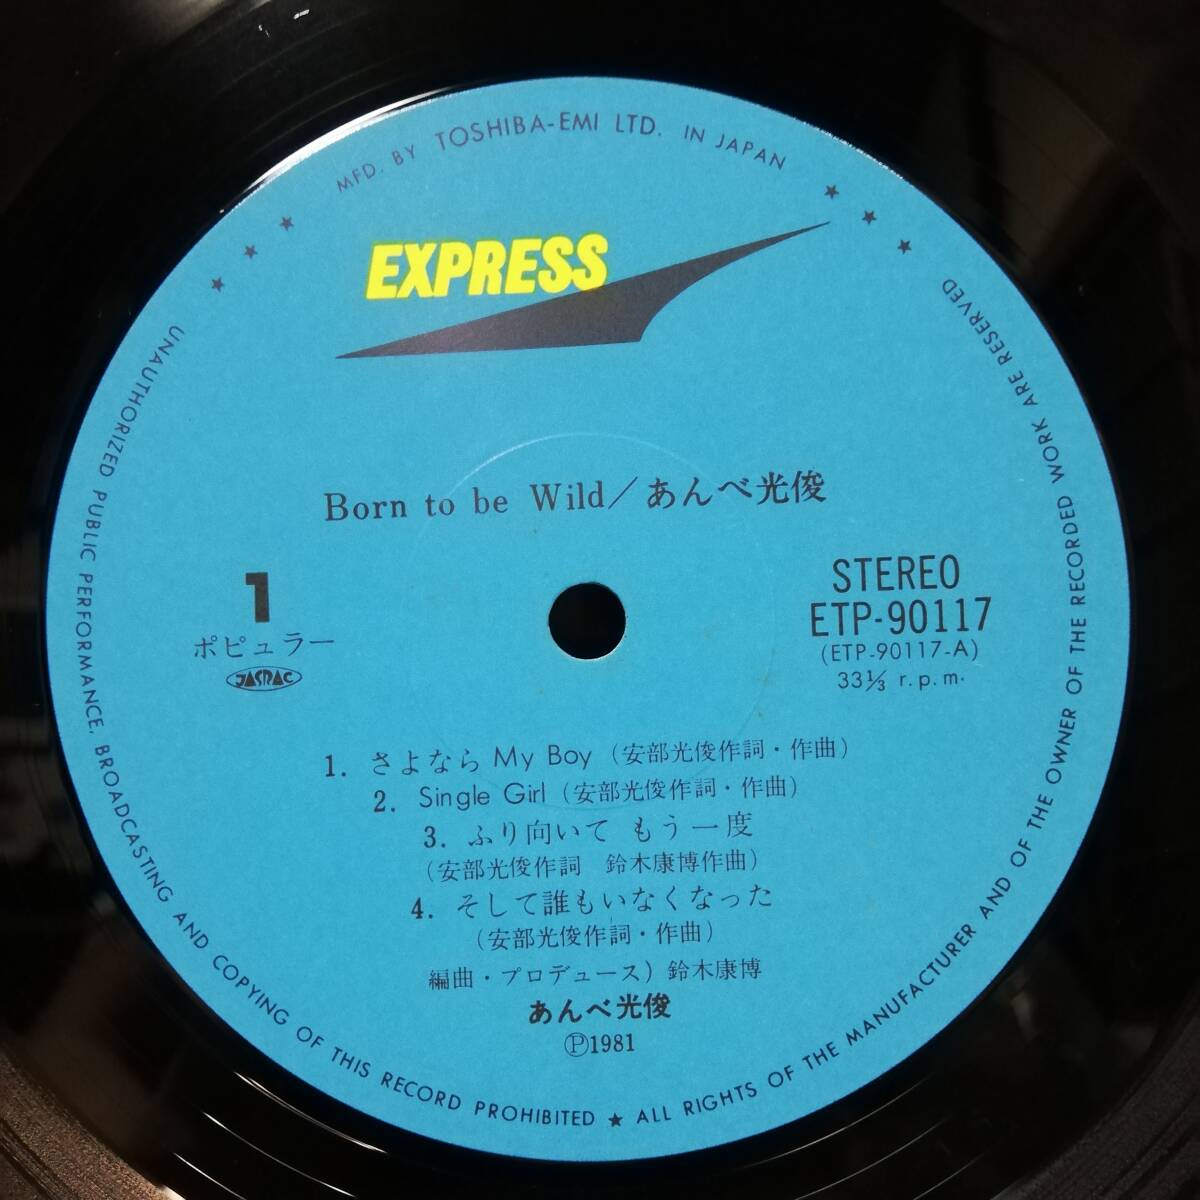 MFD. BY TOSHIBA-EMI LTD. IN JAPAN
EXPRESS
Born to be Wild／あんべ光俊
1
ポピュラー
JASRAC
STEREO
ETP-90117
(ETP-90117-A)
33⅓ r.p.m.
1. さよなら My Boy (安部光俊作詞・作曲)
2. Single Girl (安部光俊作詞・作曲)
3. ふり向いて もう一度
(安部光俊作詞 鈴木康博作曲)
4. そして誰もいなくなった
(安部光俊作詞・作曲)
編曲・プロデュース) 鈴木康博
あんべ光俊
Ⓟ1981
UNAUTHORIZED PUBLIC PERFORMANCE, BROADCASTING AND COPYING OF THIS RECORD PROHIBITED ★ ALL RIGHTS OF THE MANUFACTURER AND OF THE OWNER OF THE RECORDED WORK ARE RESERVED